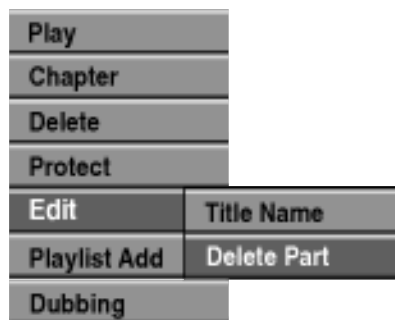 Play
Chapter
Delete
Protect
Edit
Title Name
Playlist Add
Delete Part
Dubbing